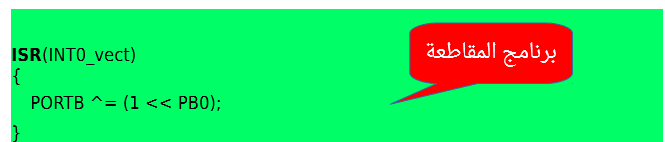 برنامج المقاطعة
ISR(INT0_vect)
{
PORTB ^= (1 << PB0);
}